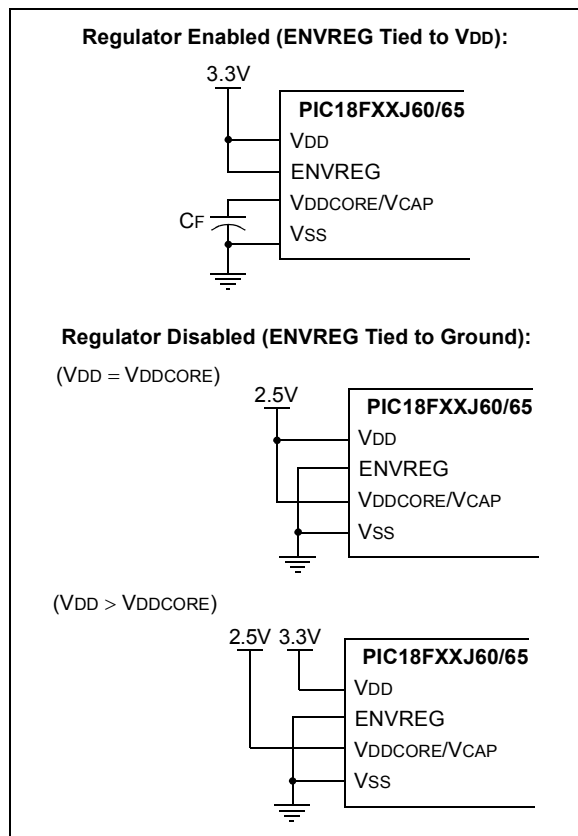 Regulator Enabled (ENVREG Tied to VDD):
3.3V
PIC18FXXJ60/65
VDD
ENVREG
VDDCORE/VCAP
CF
VSS
Regulator Disabled (ENVREG Tied to Ground):
(VDD = VDDCORE)
2.5V
PIC18FXXJ60/65
VDD
ENVREG
VDDCORE/VCAP
VSS
(VDD > VDDCORE)
2.5V 3.3V
PIC18FXXJ60/65
VDD
ENVREG
VDDCORE/VCAP
VSS